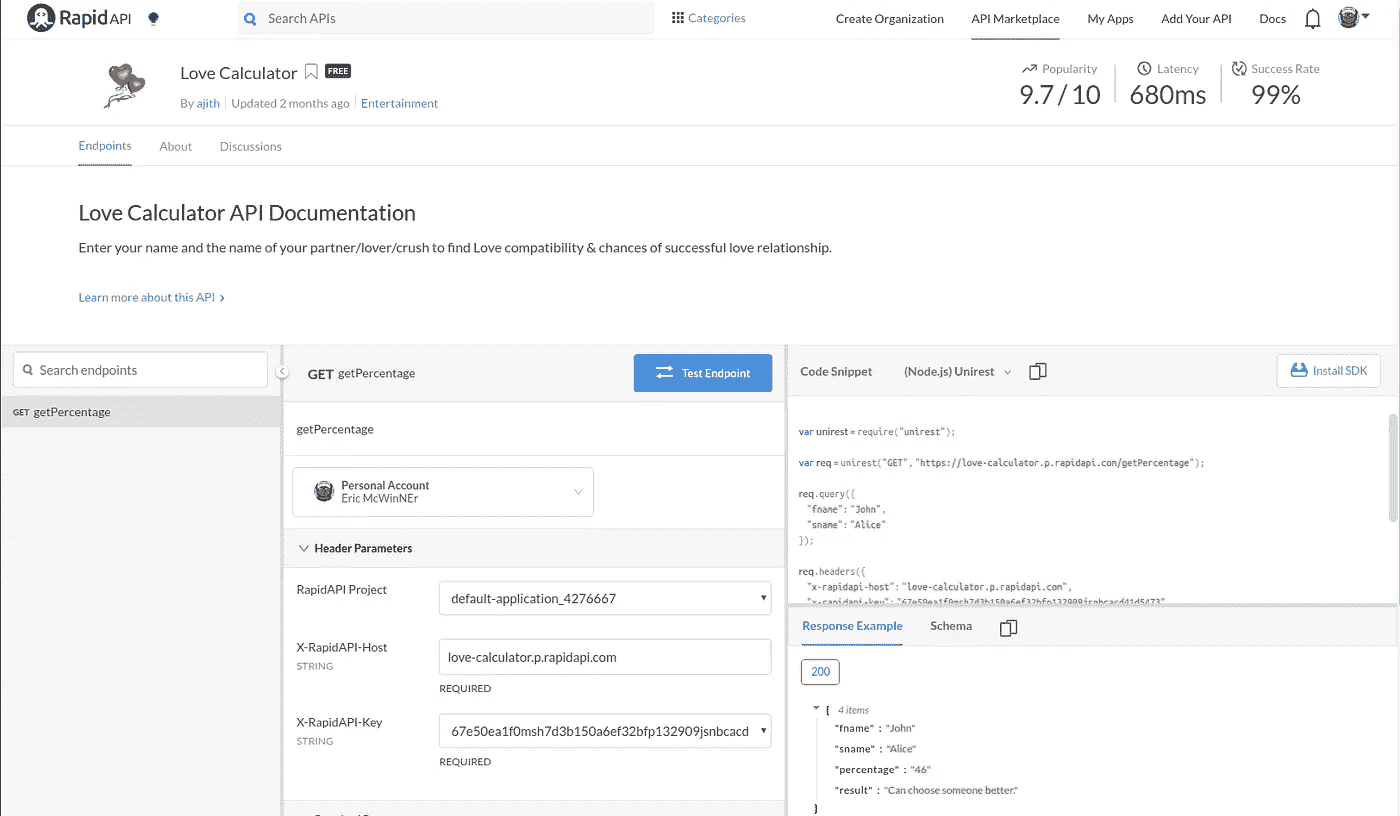 RapidAPI
Search APIs
Categories
Create Organization
API Marketplace
My Apps
Add Your API
Docs
Love Calculator
FREE
By ajith Updated 2 months ago Entertainment
Popularity
9.7 / 10
Latency
680ms
Success Rate
99%
Endpoints
About
Discussions
Love Calculator API Documentation
Enter your name and the name of your partner/lover/crush to find Love compatibility & chances of successful love relationship.
Learn more about this API
Search endpoints
GET getPercentage
GET getPercentage
Test Endpoint
getPercentage
Personal Account
Eric McWinNEr
Header Parameters
RapidAPI Project
default-application_4276667
X-RapidAPI-Host
STRING
love-calculator.p.rapidapi.com
REQUIRED
X-RapidAPI-Key
STRING
67e50ea1f0msh7d3b150a6ef32bfp132909jsnbcacd
REQUIRED
Code Snippet
(Node.js) Unirest
Install SDK
var unirest = require("unirest");
var req = unirest("GET", "https://love-calculator.p.rapidapi.com/getPercentage");
req.query({
"fname": "John",
"sname": "Alice"
});
req.headers({
"x-rapidapi-host": "love-calculator.p.rapidapi.com",
"x-rapidapi-key": "67e50ea1f0msh7d3b150a6ef32bfp132909jsnbcacd41d5473"
Response Example
Schema
200
{ 4 items
"fname" : "John"
"sname" : "Alice"
"percentage" : "46"
"result" : "Can choose someone better."
}